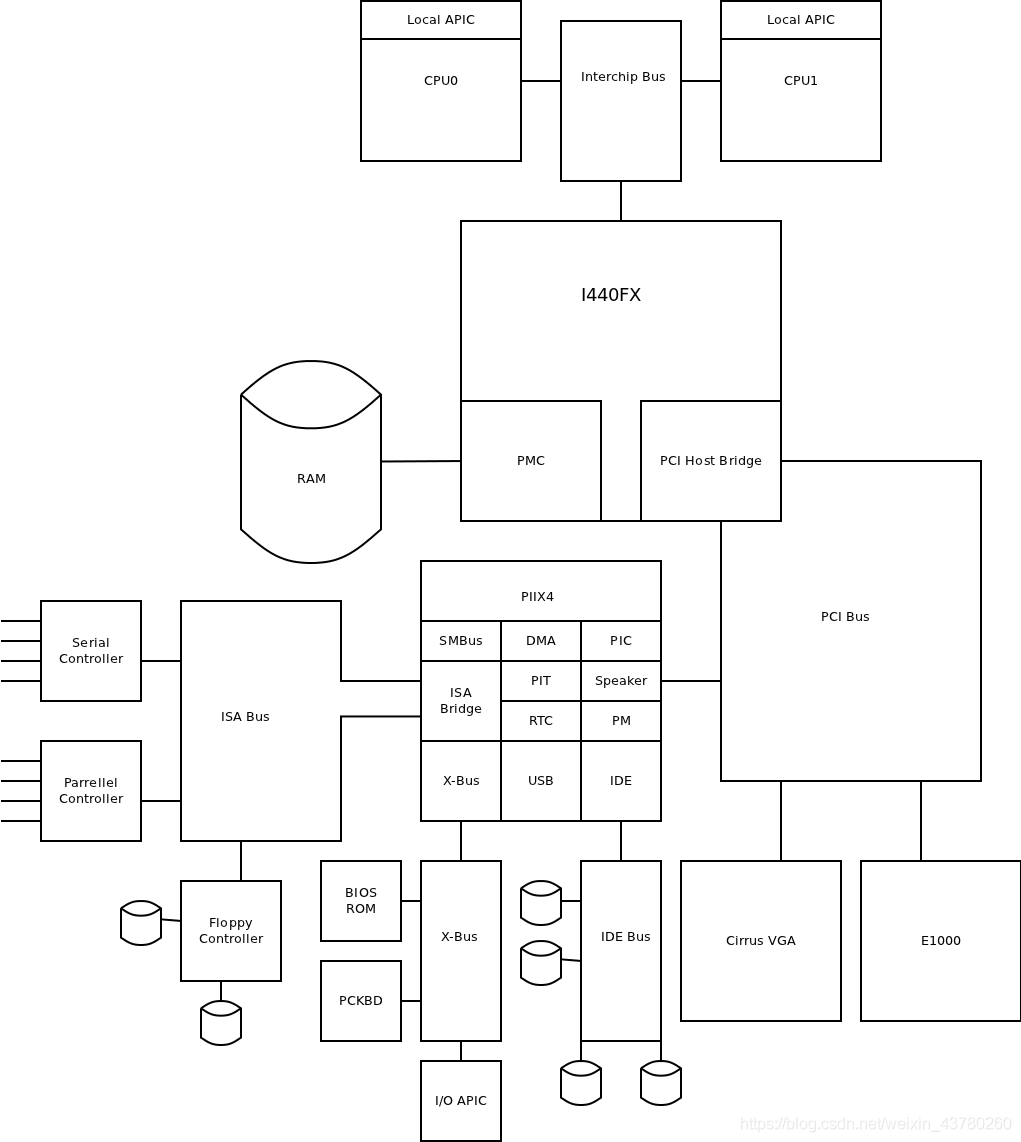 Local APIC
Local APIC
CPU0
Interchip Bus
CPU1
I440FX
RAM
PMC
PCI Host Bridge
PCI Bus
PIIX4
SMBus
DMA
PIC
ISA
Bridge
PIT
Speaker
RTC
PM
X-Bus
USB
IDE
Serial
Controller
ISA Bus
Parrellel
Controller
Floppy
Controller
BIOS
ROM
X-Bus
IDE Bus
Cirrus VGA
E1000
PCKBD
I/O APIC
https://blog.csdn.net/weixin_43780260